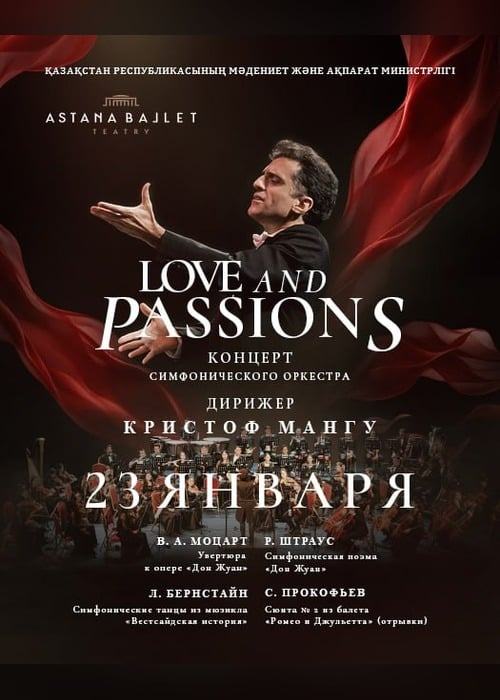 ҚАЗАҚСТАН РЕСПУБЛИКАСЫНЫҢ МӘДЕНИЕТ ЖӘНЕ АҚПАРАТ МИНИСТРЛІГІ
ASTANA BALLET
TEATRY
LOVE AND
PASSIONS
КОНЦЕРТ
СИМФОНИЧЕСКОГО ОРКЕСТРА
ДИРИЖЕР
КРИСТОФ МАНГУ
23 ЯНВАРЯ
В. А. МОЦАРТ
Увертюра
к опере «Дон Жуан»
Р. ШТРАУС
Симфоническая поэма
«Дон Жуан»
Л. БЕРНСТАЙН
Симфонические танцы из мюзикла
«Вестсайдская история»
С. ПРОКОФЬЕВ
Сюита № 2 из балета
«Ромео и Джульетта» (отрывки)